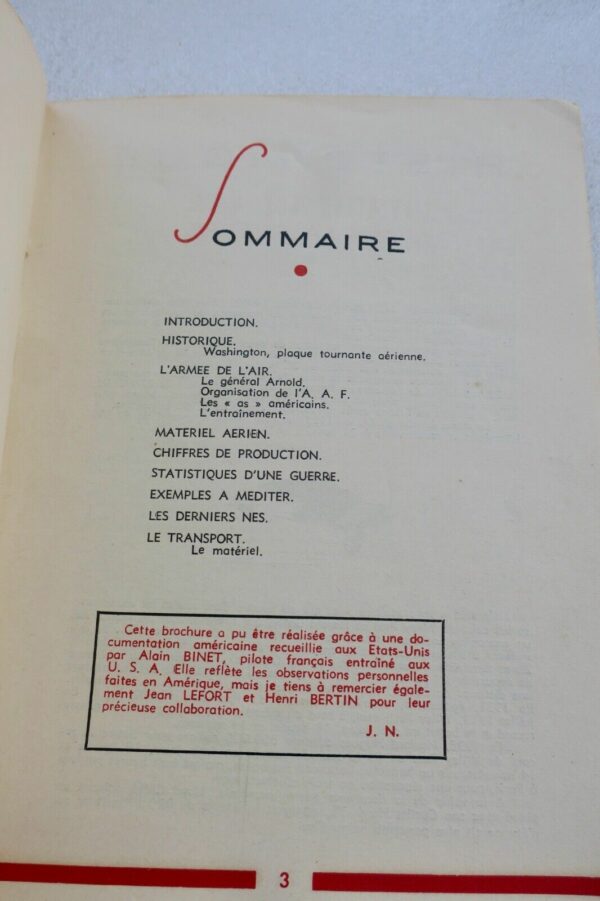 SOMMAIRE
INTRODUCTION.
HISTORIQUE.
Washington, plaque tournante aérienne.
L'ARMEE DE L'AIR.
Le général Arnold.
Organisation de l'A. A. F.
Les « as » américains.
L'entraînement.
MATERIEL AERIEN.
CHIFFRES DE PRODUCTION.
STATISTIQUES D'UNE GUERRE.
EXEMPLES A MEDITER.
LES DERNIERS NES.
LE TRANSPORT.
Le matériel.
Cette brochure a pu être réalisée grâce à une do-
cumentation américaine recueillie aux Etats-Unis
par Alain BINET, pilote français entraîné aux
U. S. A. Elle reflète les observations personnelles
faites en Amérique, mais je tiens à remercier égale-
ment Jean LEFORT et Henri BERTIN pour leur
précieuse collaboration.
J. N.
3